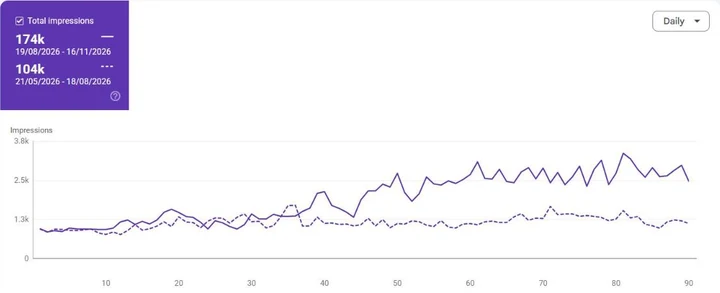 Total impressions
174k
19/08/2026 - 16/11/2026
104k
21/05/2026 - 18/08/2026
Daily
Impressions
3.8k
2.5k
1.3k
0
10 20 30 40 50 60 70 80 90